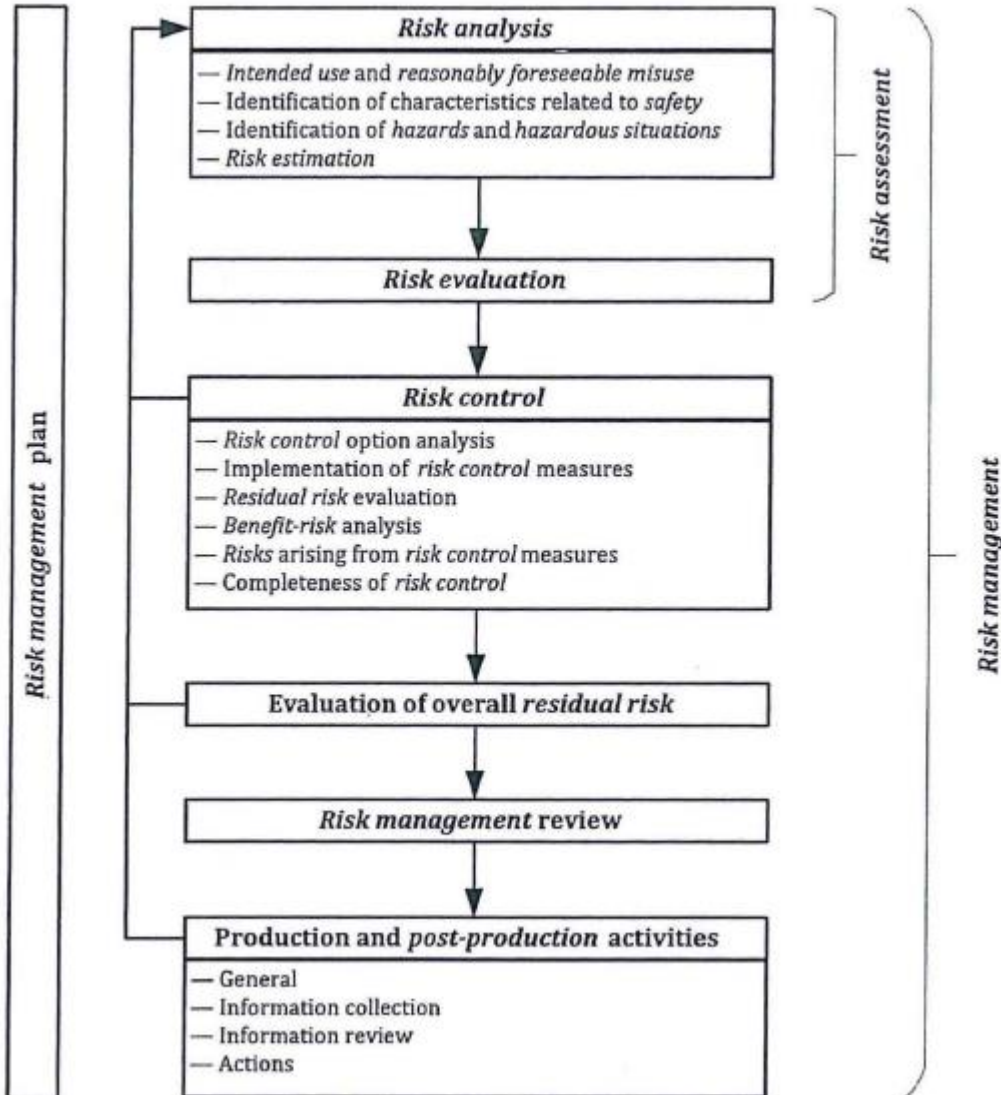 Risk analysis
— Intended use and reasonably foreseeable misuse
— Identification of characteristics related to safety
— Identification of hazards and hazardous situations
— Risk estimation
Risk evaluation
Risk control
— Risk control option analysis
— Implementation of risk control measures
— Residual risk evaluation
— Benefit-risk analysis
— Risks arising from risk control measures
— Completeness of risk control
Evaluation of overall residual risk
Risk management review
Production and post-production activities
— General
— Information collection
— Information review
— Actions
Risk management plan
Risk assessment
Risk management